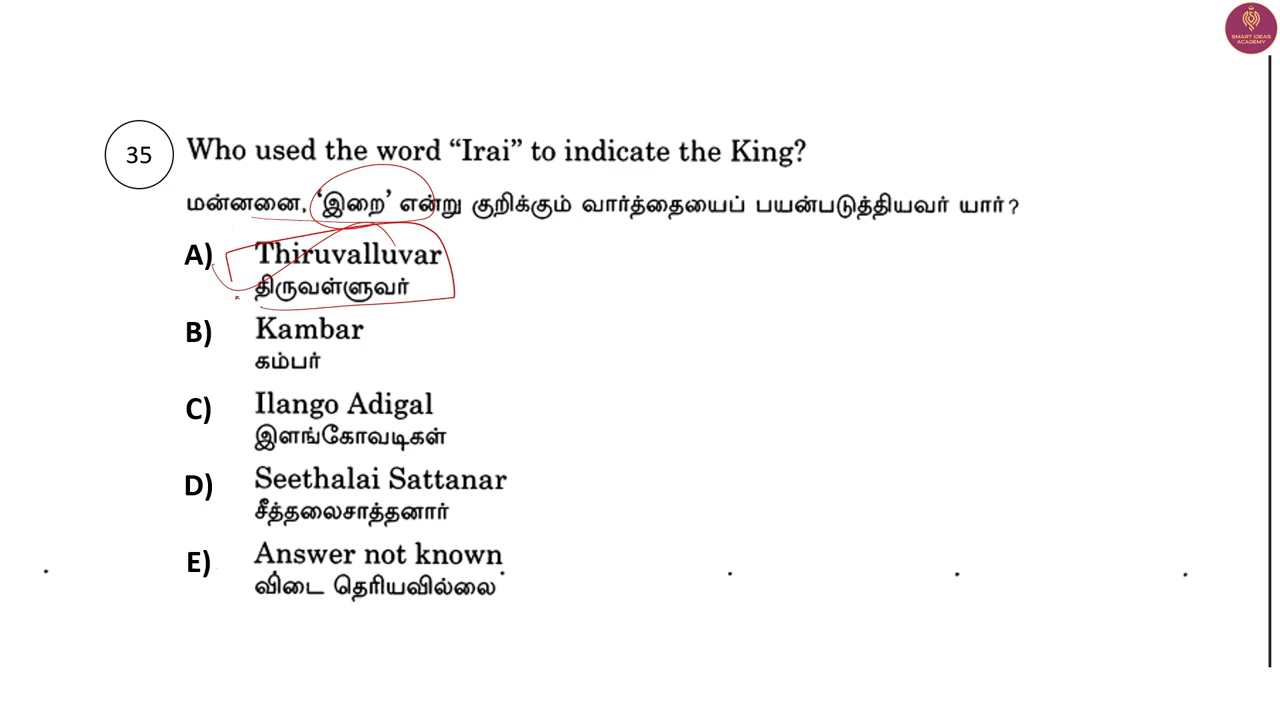 SMART IDEAS
ACADEMY
35
Who used the word “Irai” to indicate the King?
மன்னனை, ‘இறை’ என்று குறிக்கும் வார்த்தையைப் பயன்படுத்தியவர் யார்?
A) Thiruvalluvar
திருவள்ளுவர்
B) Kambar
கம்பர்
C) Ilango Adigal
இளங்கோவடிகள்
D) Seethalai Sattanar
சீத்தலைசாத்தனார்
E) Answer not known
விடை தெரியவில்லை